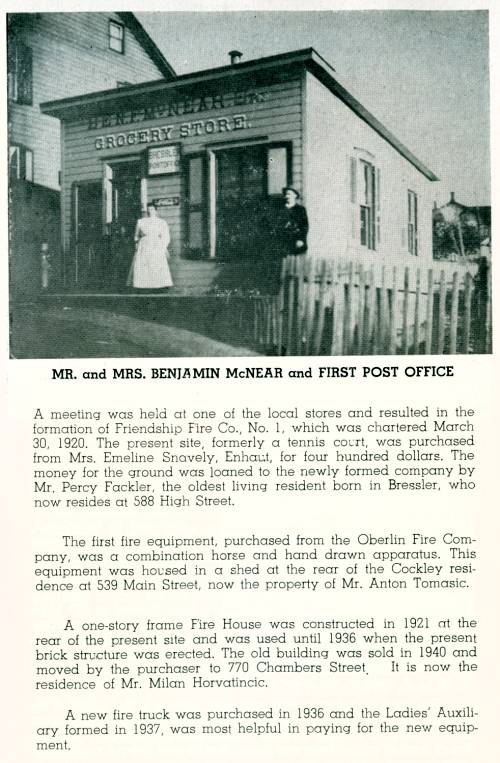 BENJ. McNEAR Gr.
GROCERY STORE.
BRESSLER
POST OFFICE
MR. and MRS. BENJAMIN McNEAR and FIRST POST OFFICE
A meeting was held at one of the local stores and resulted in the
formation of Friendship Fire Co., No. 1, which was chartered March
30, 1920. The present site, formerly a tennis court, was purchased
from Mrs. Emeline Snavely, Enhaut, for four hundred dollars. The
money for the ground was loaned to the newly formed company by
Mr. Percy Fackler, the oldest living resident born in Bressler, who
now resides at 588 High Street.
The first fire equipment, purchased from the Oberlin Fire Com-
pany, was a combination horse and hand drawn apparatus. This
equipment was housed in a shed at the rear of the Cockley resi-
dence at 539 Main Street, now the property of Mr. Anton Tomasic.
A one-story frame Fire House was constructed in 1921 at the
rear of the present site and was used until 1936 when the present
brick structure was erected. The old building was sold in 1940 and
moved by the purchaser to 770 Chambers Street. It is now the
residence of Mr. Milan Horvatincic.
A new fire truck was purchased in 1936 and the Ladies' Auxili-
ary formed in 1937, was most helpful in paying for the new equip-
ment.